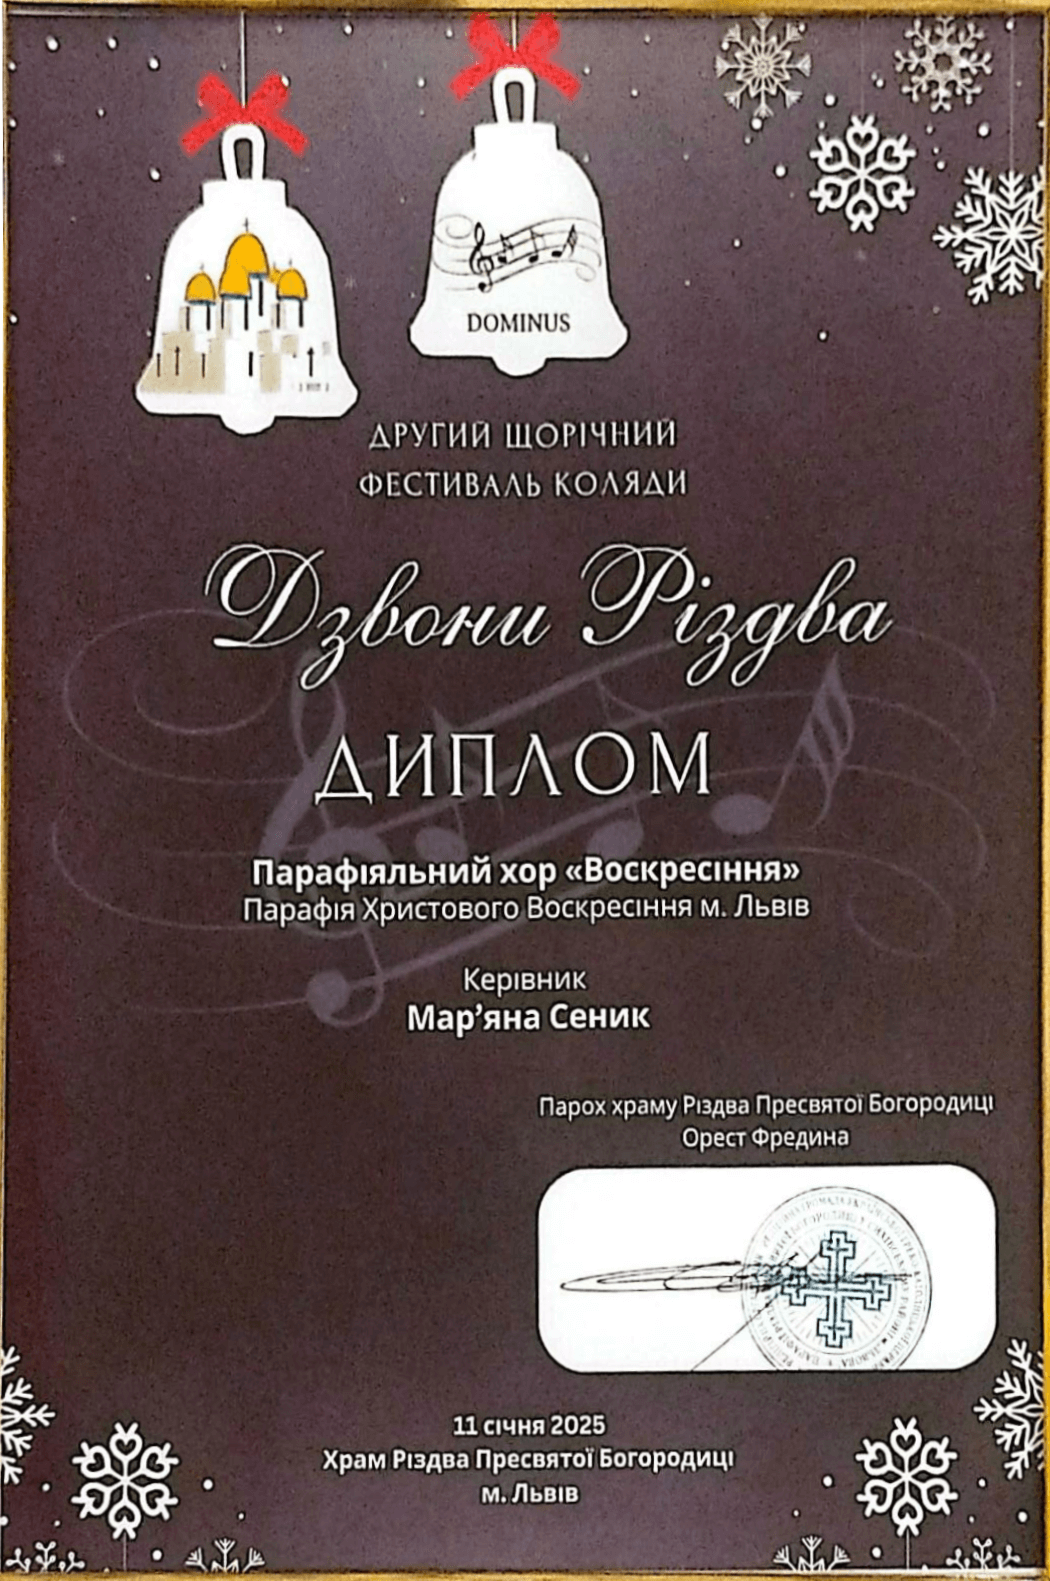 DOMINUS
ДРУГИЙ ЩОРІЧНИЙ
ФЕСТИВАЛЬ КОЛЯДИ
Дзвони Різдва
ДИПЛОМ
Парафіяльний хор «Воскресіння»
Парафія Христового Воскресіння м. Львів
Керівник
Мар’яна Сеник
Парох храму Різдва Пресвятої Богородиці
Орест Фредина
11 січня 2025
Храм Різдва Пресвятої Богородиці
м. Львів